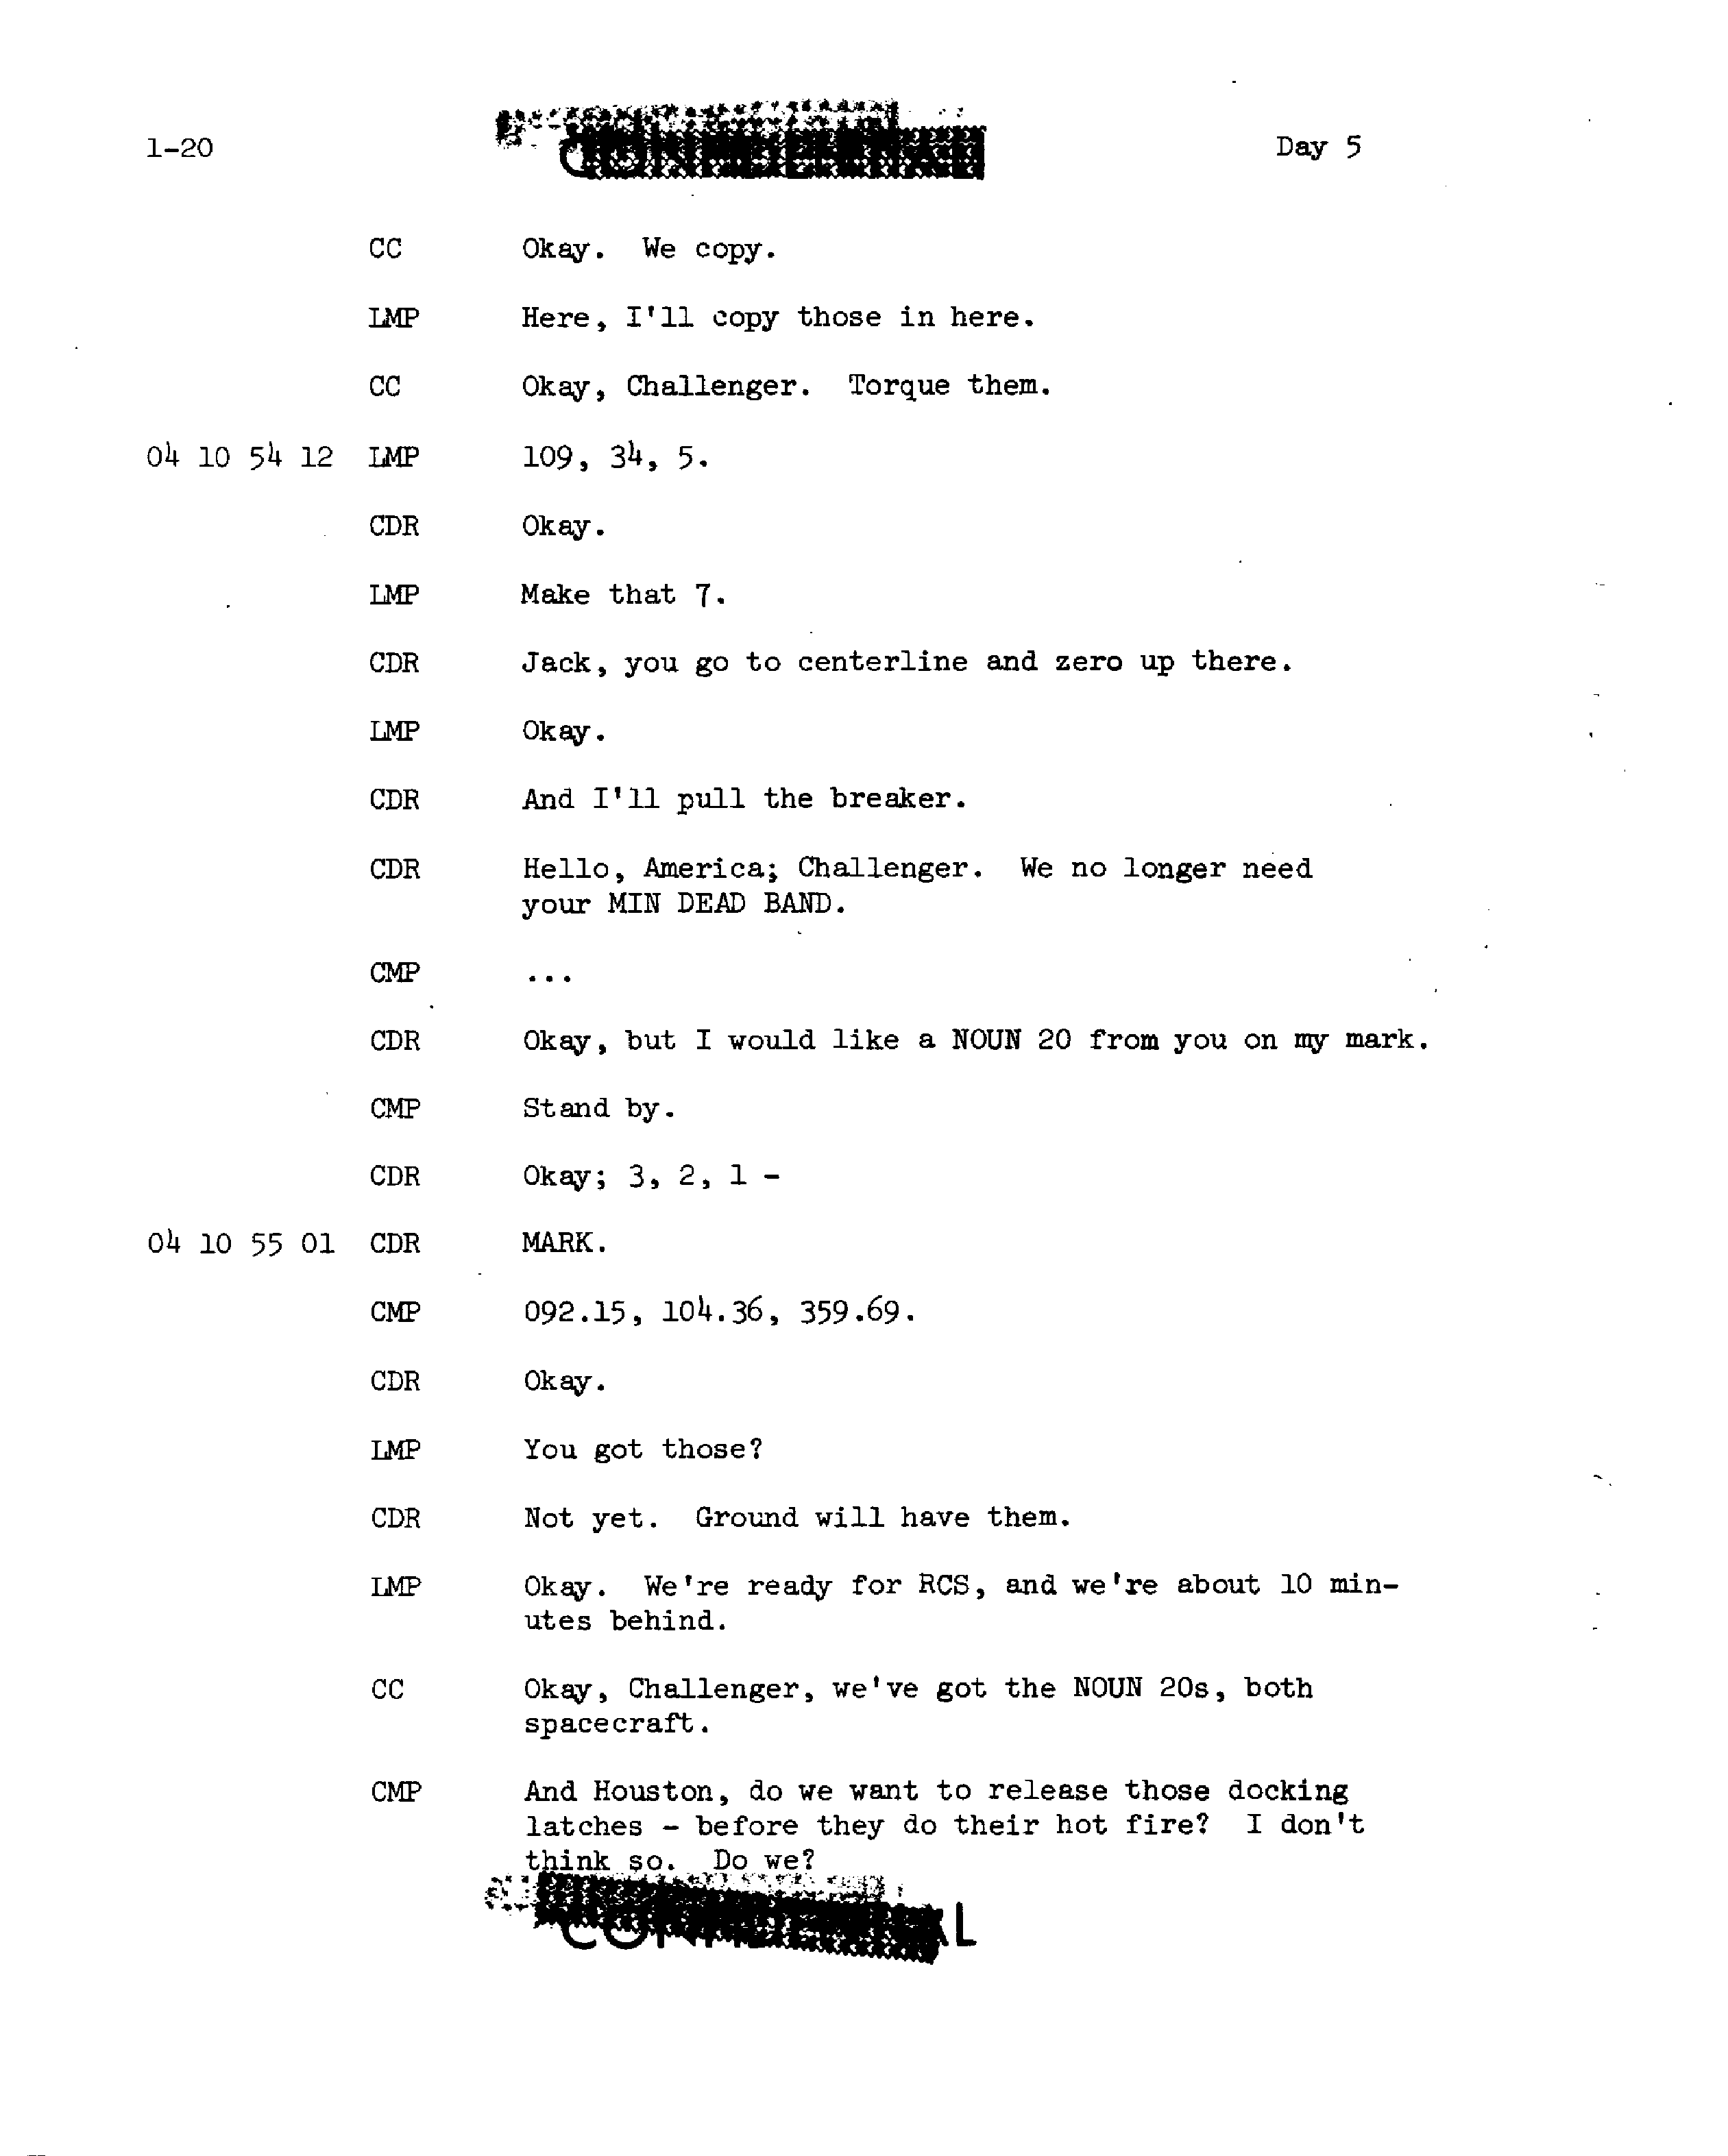 1-20 CONFIDENTIAL Day 5
CC Okay. We copy.
LMP Here, I'll copy those in here.
CC Okay, Challenger. Torque them.
04 10 54 12 LMP 109, 34, 5.
CDR Okay.
LMP Make that 7.
CDR Jack, you go to centerline and zero up there.
LMP Okay.
CDR And I'll pull the breaker.
CDR Hello, America; Challenger. We no longer need
your MIN DEAD BAND.
CMP ...
CDR Okay, but I would like a NOUN 20 from you on my mark.
CMP Stand by.
CDR Okay; 3, 2, 1 -
04 10 55 01 CDR MARK.
CMP 092.15, 104.36, 359.69.
CDR Okay.
LMP You got those?
CDR Not yet. Ground will have them.
LMP Okay. We're ready for RCS, and we're about 10 min-
utes behind.
CC Okay, Challenger, we've got the NOUN 20s, both
spacecraft.
CMP And Houston, do we want to release those docking
latches - before they do their hot fire? I don't
think so. Do we?
CONFIDENTIAL